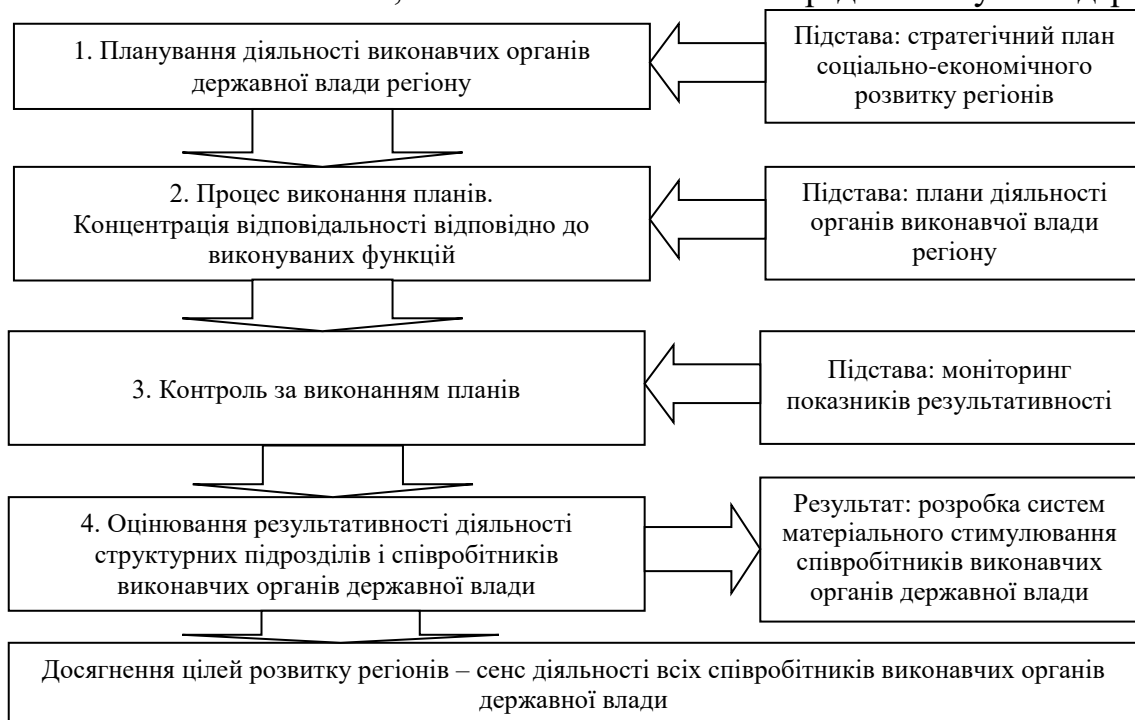 1. Планування діяльності виконавчих органів
державної влади регіону
Підстава: стратегічний план
соціально-економічного
розвитку регіонів
2. Процес виконання планів.
Концентрація відповідальності відповідно до
виконуваних функцій
Підстава: плани діяльності
органів виконавчої влади
регіону
3. Контроль за виконанням планів
Підстава: моніторинг
показників результативності
4. Оцінювання результативності діяльності
структурних підрозділів і співробітників
виконавчих органів державної влади
Результат: розробка систем
матеріального стимулювання
співробітників виконавчих
органів державної влади
Досягнення цілей розвитку регіонів – сенс діяльності всіх співробітників виконавчих органів
державної влади